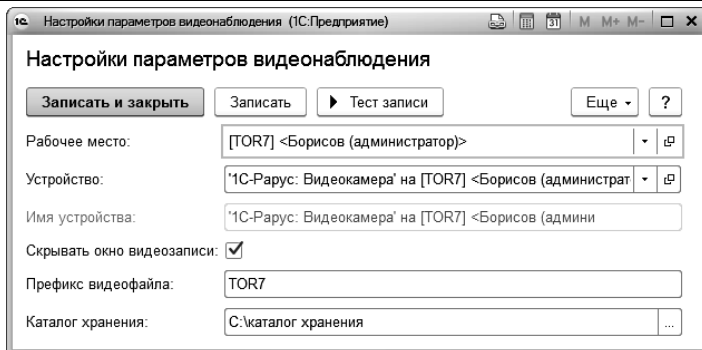 1С Настройки параметров видеонаблюдения (1С:Предприятие) 31 M M+ M-
Настройки параметров видеонаблюдения
Записать и закрыть Записать Тест записи Еще ?
Рабочее место: [TOR7] <Борисов (администратор)>
Устройство: '1С-Рарус: Видеокамера' на [TOR7] <Борисов (администрат
Имя устройства: '1С-Рарус: Видеокамера' на [TOR7] <Борисов (админи
Скрывать окно видеозаписи:
Префикс видеофайла: TOR7
Каталог хранения: C:\каталог хранения ...